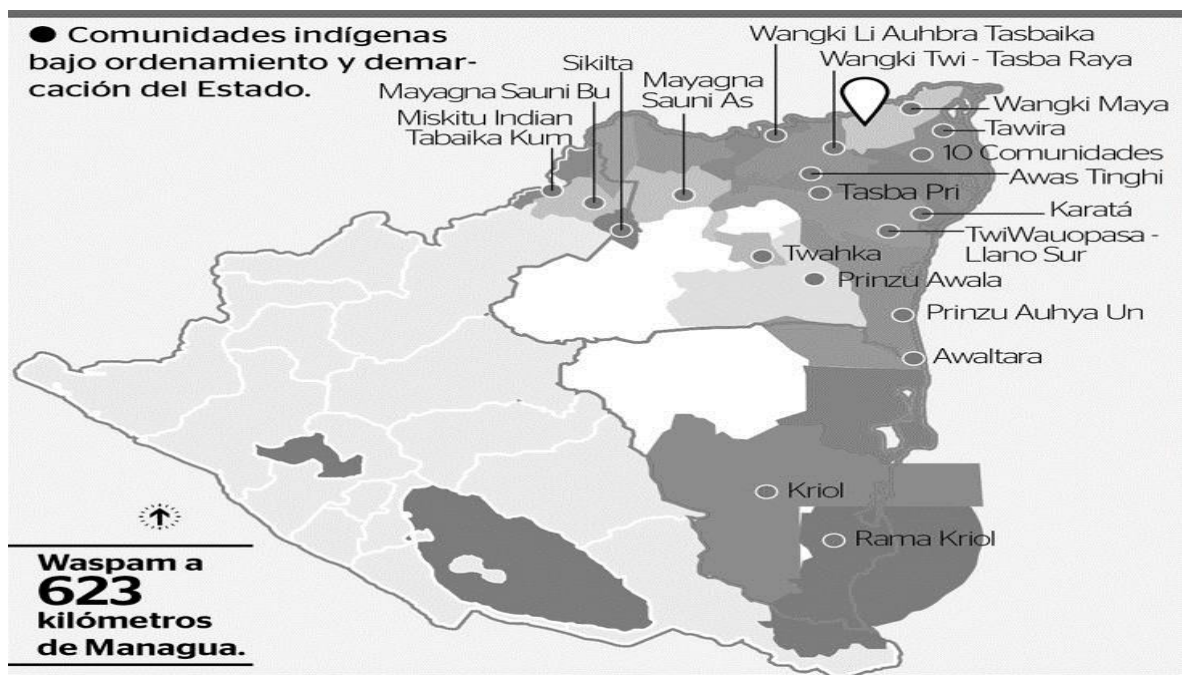 ● Comunidades indígenas
bajo ordenamiento y demar-
cación del Estado.
Wangki Li Auhbra Tasbaika
Wangki Twi - Tasba Raya
Sikilta
Mayagna
Sauni As
Mayagna Sauni Bu
Miskitu Indian
Tabaika Kum
Wangki Maya
Tawira
10 Comunidades
Awas Tinghi
Tasba Pri
Karatá
TwiWauopasa -
Llano Sur
Twahka
Prinzu Awala
Prinzu Auhya Un
Awaltara
Kriol
Rama Kriol
Waspam a
623
kilómetros
de Managua.